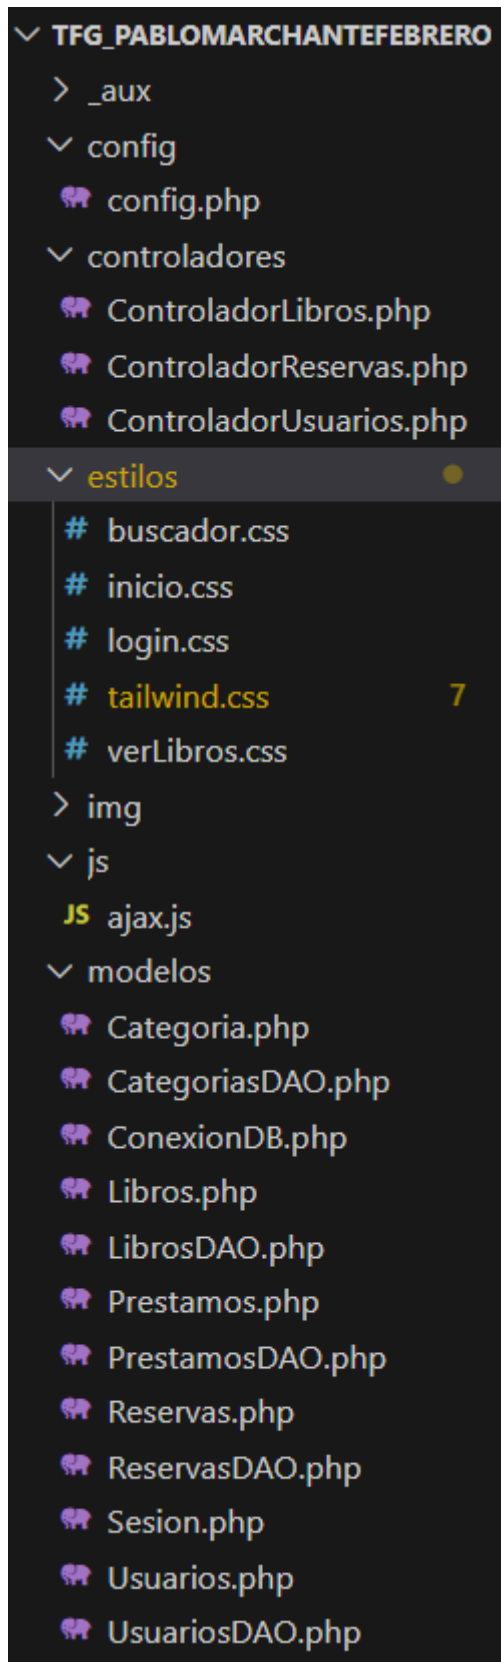 TFG_PABLOMARCHANTEFEBRERO
_aux
config
config.php
controladores
ControladorLibros.php
ControladorReservas.php
ControladorUsuarios.php
estilos
# buscador.css
# inicio.css
# login.css
# tailwind.css 7
# verLibros.css
img
js
JS ajax.js
modelos
Categoria.php
CategoriasDAO.php
ConexionDB.php
Libros.php
LibrosDAO.php
Prestamos.php
PrestamosDAO.php
Reservas.php
ReservasDAO.php
Sesion.php
Usuarios.php
UsuariosDAO.php